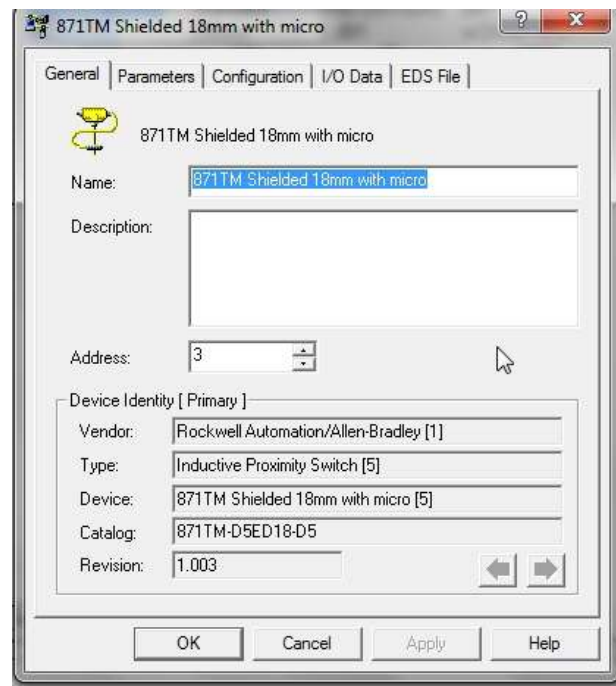 871TM Shielded 18mm with micro
?
X
General Parameters Configuration I/O Data EDS File
871TM Shielded 18mm with micro
Name: 871TM Shielded 18mm with micro
Description:
Address: 3
Device Identity [ Primary ]
Vendor: Rockwell Automation/Allen-Bradley [1]
Type: Inductive Proximity Switch [5]
Device: 871TM Shielded 18mm with micro [5]
Catalog: 871TM-D5ED18-D5
Revision: 1.003
OK Cancel Apply Help